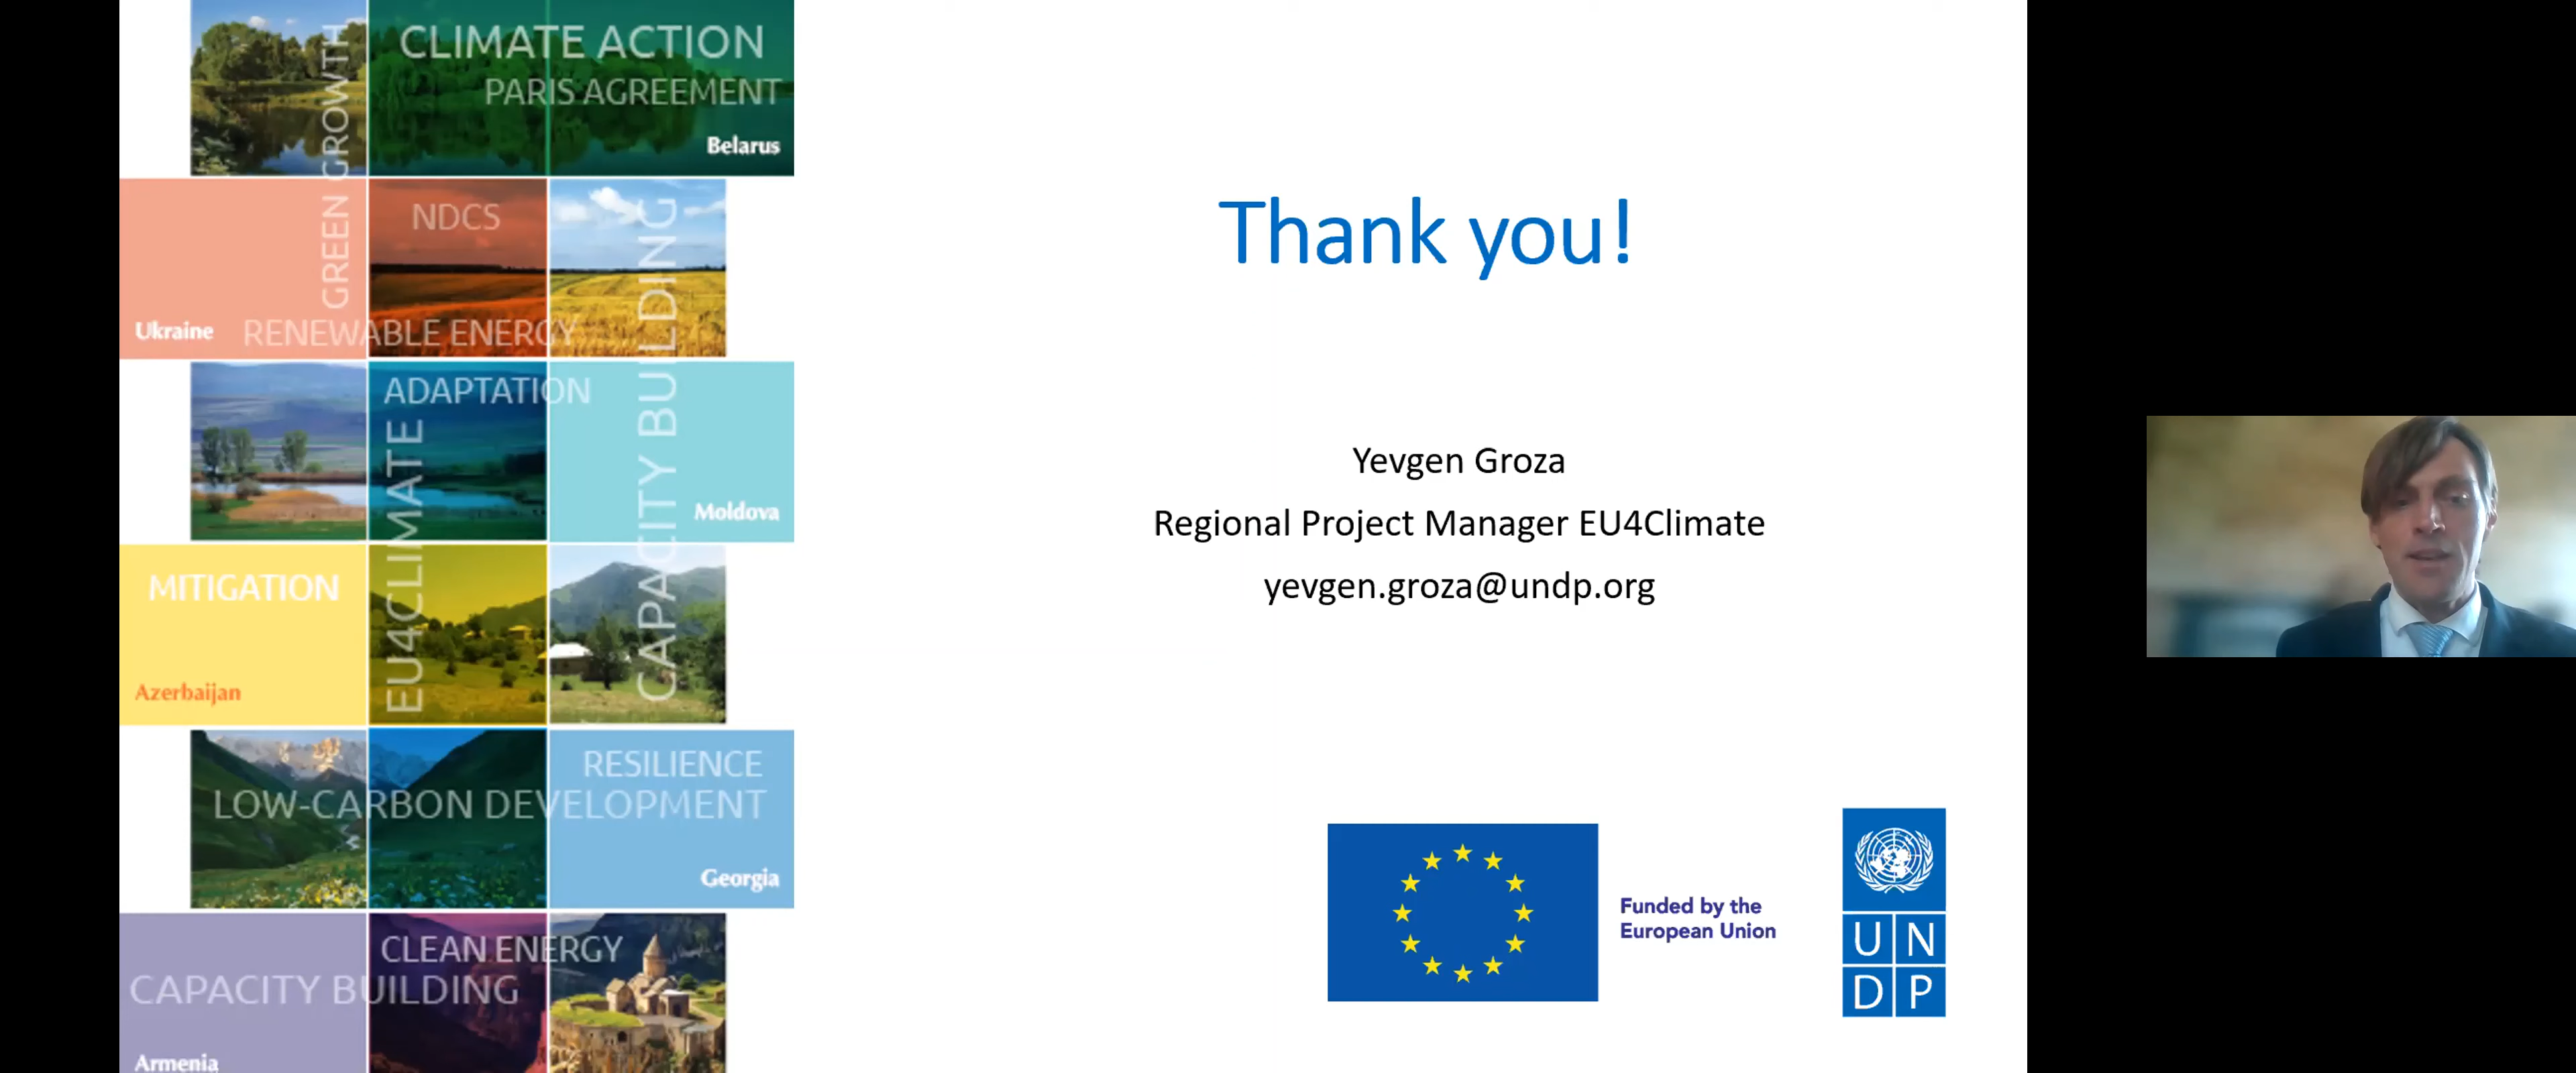 GREEN GROWTH
CLIMATE ACTION
PARIS AGREEMENT
Belarus
NDCS
Ukraine
RENEWABLE ENERGY
CAPACITY BUILDING
ADAPTATION
EU4CLIMATE
Moldova
MITIGATION
Azerbaijan
RESILIENCE
LOW-CARBON DEVELOPMENT
Georgia
CLEAN ENERGY
CAPACITY BUILDING
Armenia
Thank you!
Yevgen Groza
Regional Project Manager EU4Climate
yevgen.groza@undp.org
Funded by the
European Union
U N
D P